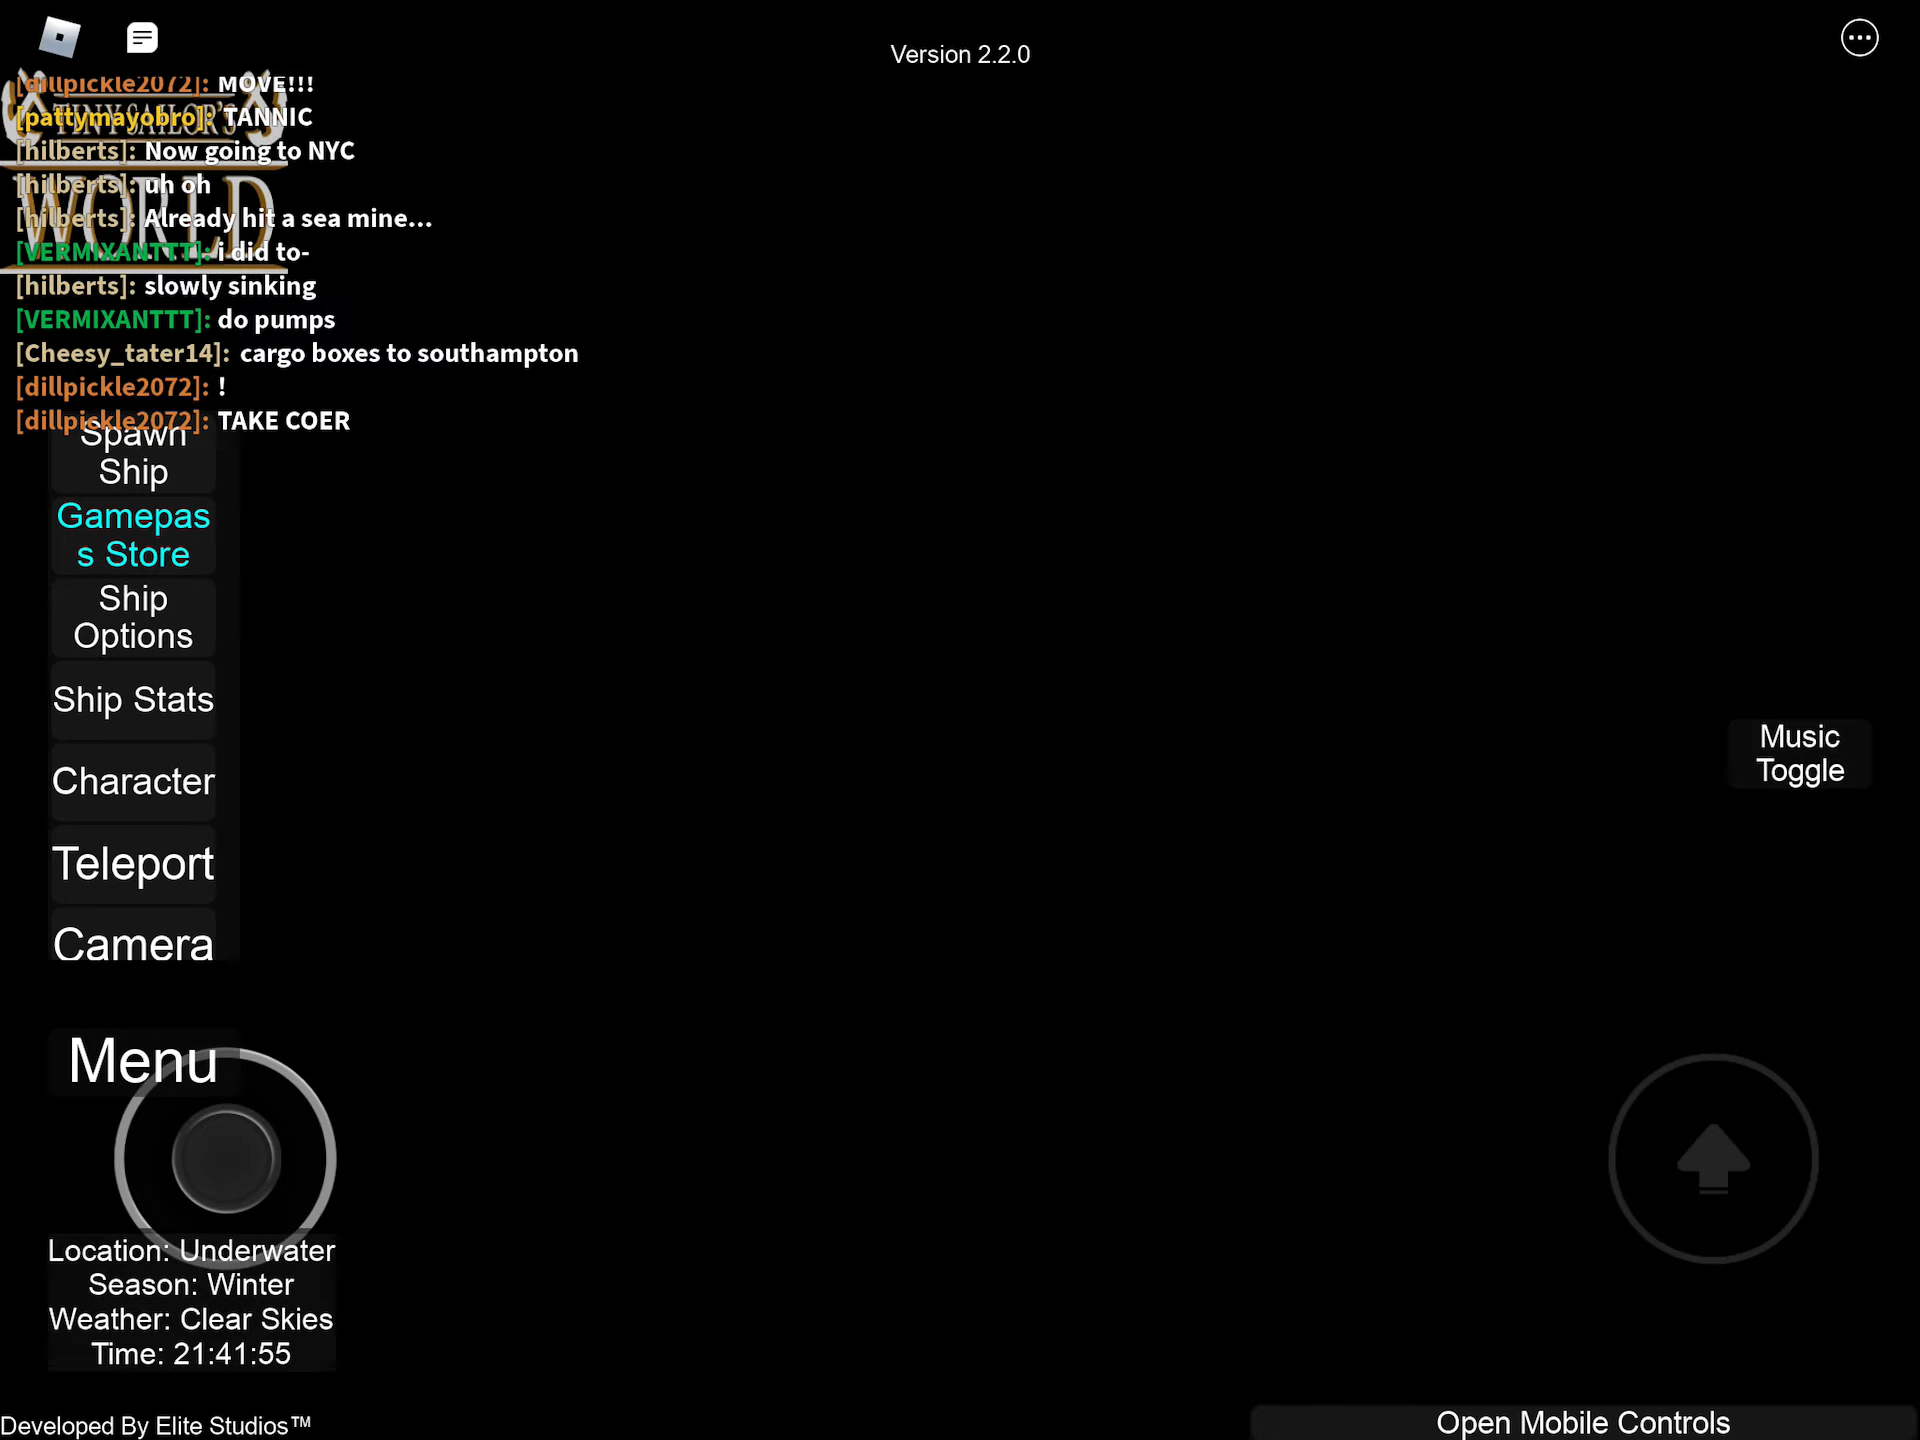 Version 2.2.0
[dillpickle2072]: MOVE!!!
[pattymayobro]: TANNIC
TINY SAILOR'S
[hilberts]: Now going to NYC
[hilberts]: uh oh
WORLD
[hilberts]: Already hit a sea mine...
[VERMIXANTTT]: i did to-
[hilberts]: slowly sinking
[VERMIXANTTT]: do pumps
[Cheesy_tater14]: cargo boxes to southampton
[dillpickle2072]: !
[dillpickle2072]: TAKE COER
Spawn
Ship
Gamepas
s Store
Ship
Options
Ship Stats
Character
Teleport
Camera
Music
Toggle
Menu
Location: Underwater
Season: Winter
Weather: Clear Skies
Time: 21:41:55
Developed By Elite Studios™
Open Mobile Controls